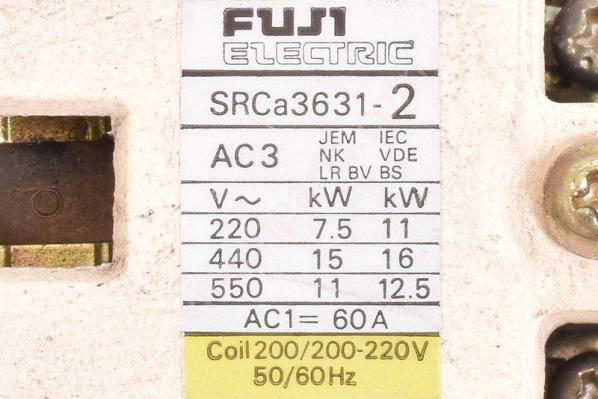 FUJI
ELECTRIC
SRCa3631-2
AC3 JEM IEC
NK VDE
LR BV BS
V~ kW kW
220 7.5 11
440 15 16
550 11 12.5
AC1= 60A
Coil 200/200-220V
50/60Hz